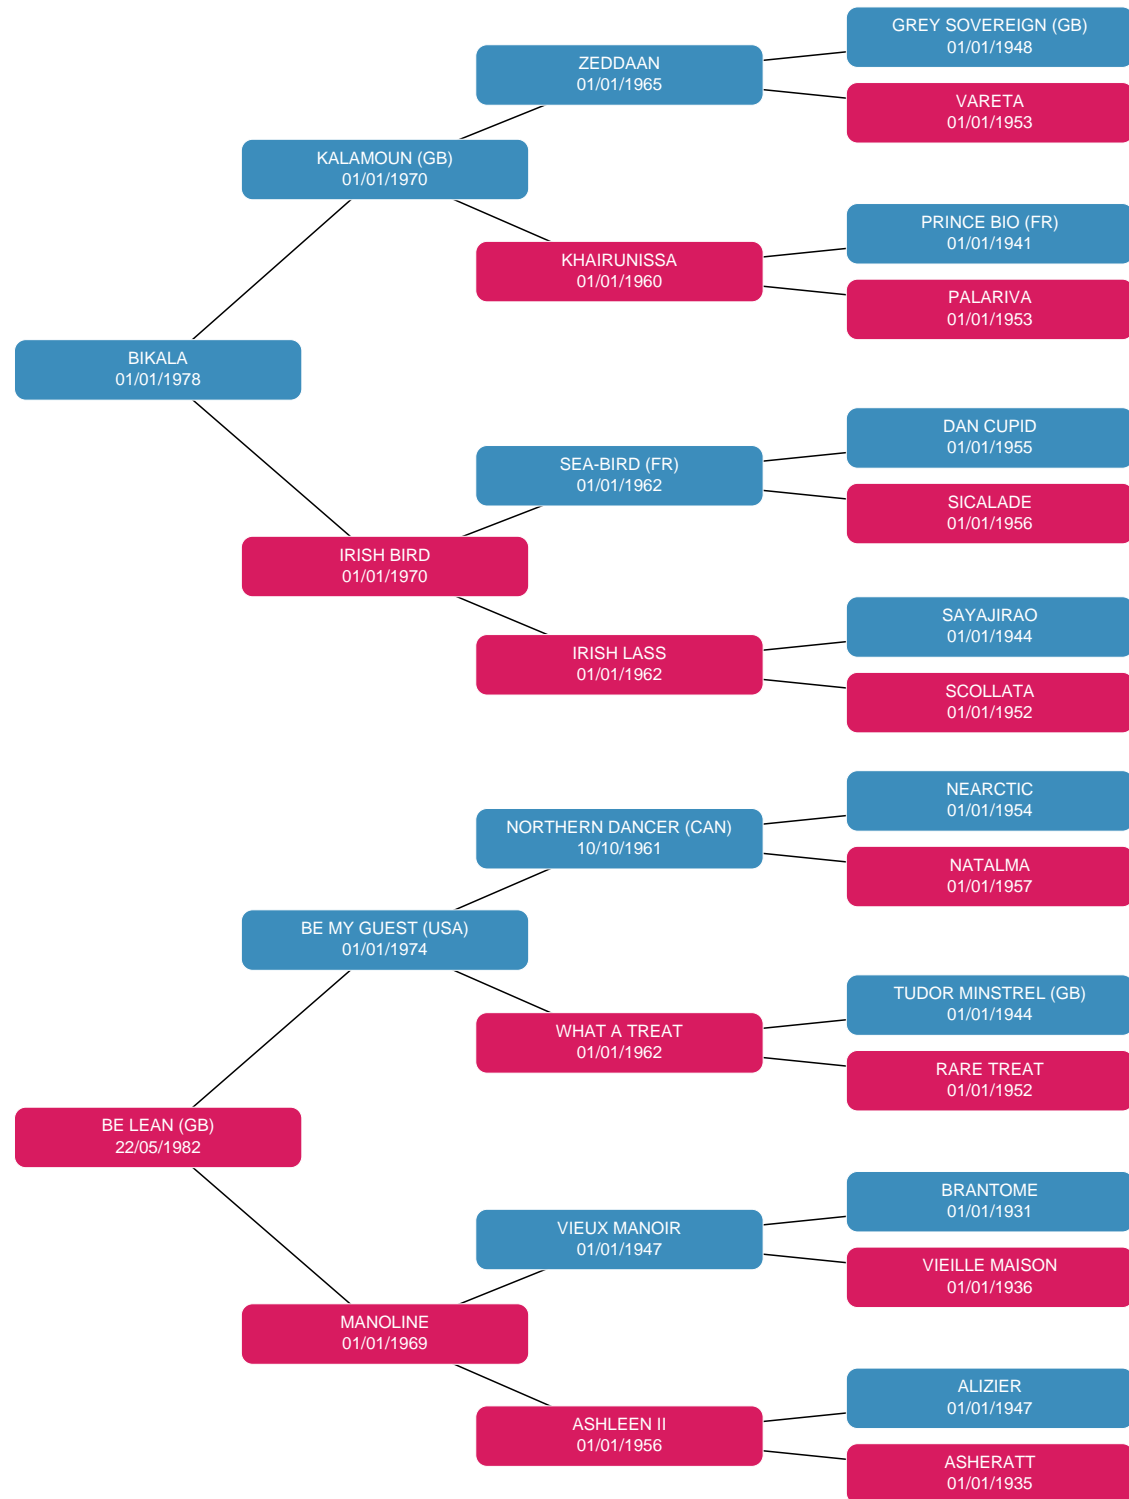 GREY SOVEREIGN (GB)
01/01/1948
ZEDDAAN
01/01/1965
VARETA
01/01/1953
KALAMOUN (GB)
01/01/1970
PRINCE BIO (FR)
01/01/1941
KHAIRUNISSA
01/01/1960
PALARIVA
01/01/1953
BIKALA
01/01/1978
DAN CUPID
01/01/1955
SEA-BIRD (FR)
01/01/1962
SICALADE
01/01/1956
IRISH BIRD
01/01/1970
SAYAJIRAO
01/01/1944
IRISH LASS
01/01/1962
SCOLLATA
01/01/1952
NEARCTIC
01/01/1954
NORTHERN DANCER (CAN)
10/10/1961
NATALMA
01/01/1957
BE MY GUEST (USA)
01/01/1974
TUDOR MINSTREL (GB)
01/01/1944
WHAT A TREAT
01/01/1962
RARE TREAT
01/01/1952
BE LEAN (GB)
22/05/1982
BRANTOME
01/01/1931
VIEUX MANOIR
01/01/1947
VIEILLE MAISON
01/01/1936
MANOLINE
01/01/1969
ALIZIER
01/01/1947
ASHLEEN II
01/01/1956
ASHERATT
01/01/1935